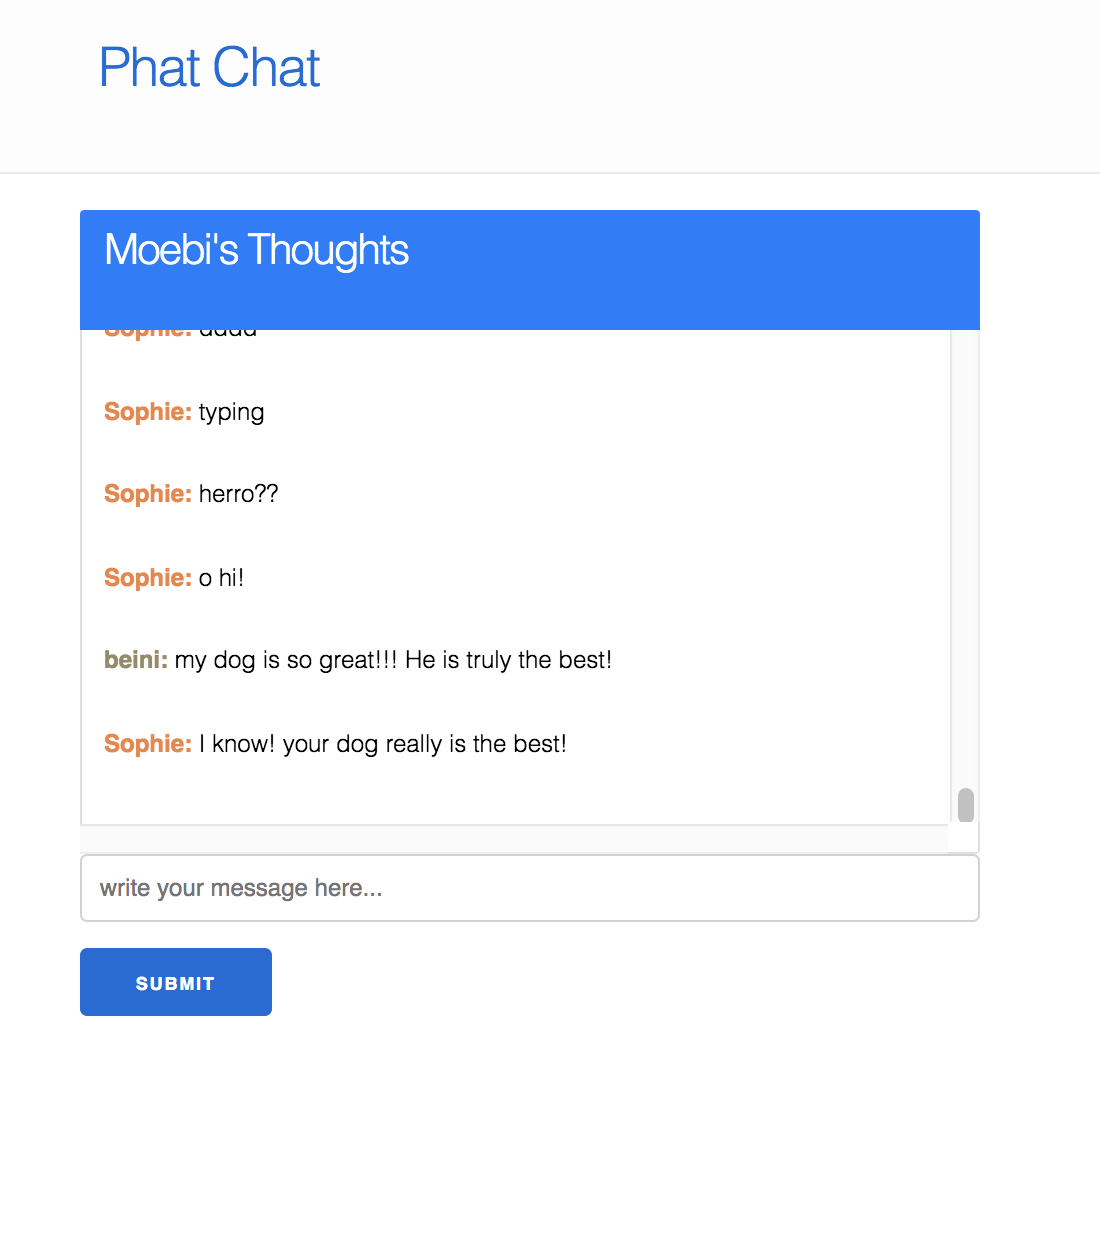 Phat Chat
Moebi's Thoughts
Sophie:
Sophie: typing
Sophie: herro??
Sophie: o hi!
beini: my dog is so great!!! He is truly the best!
Sophie: I know! your dog really is the best!
write your message here...
SUBMIT